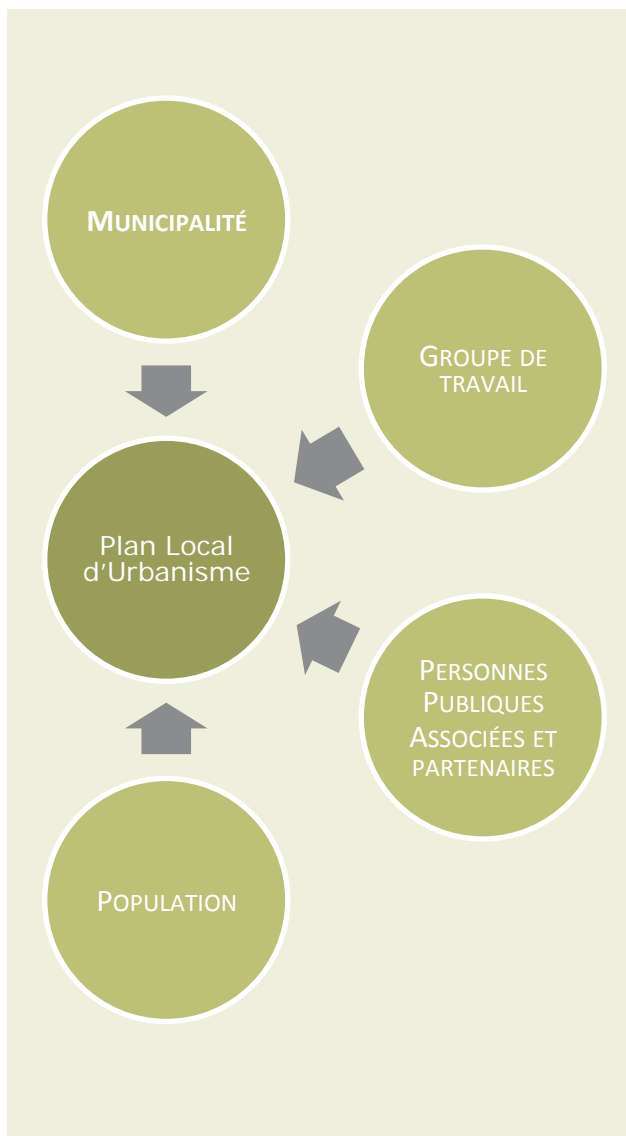 MUNICIPALITÉ
GROUPE DE
TRAVAIL
Plan Local
d'Urbanisme
PERSONNES
PUBLIQUES
ASSOCIÉES ET
PARTENAIRES
POPULATION